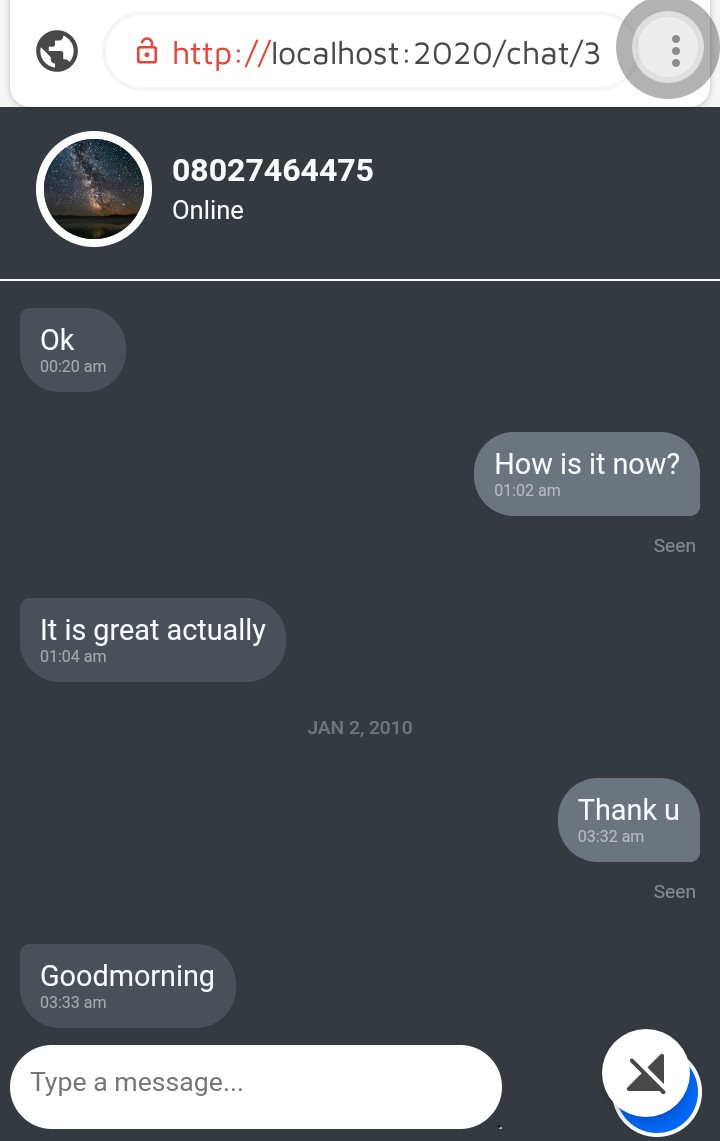 http://localhost:2020/chat/3
08027464475
Online
Ok
00:20 am
How is it now?
01:02 am
Seen
It is great actually
01:04 am
JAN 2, 2010
Thank u
03:32 am
Seen
Goodmorning
03:33 am
Type a message...